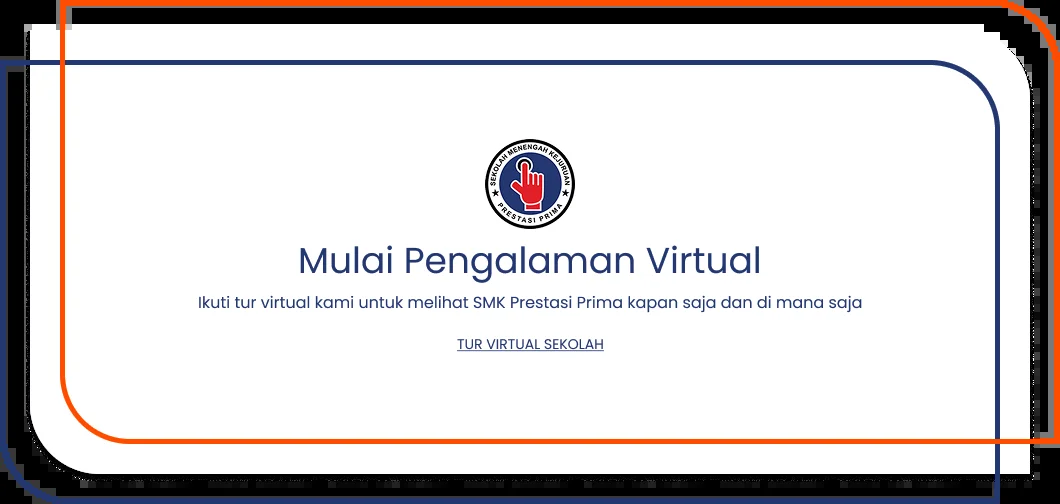 SEKOLAH MENENGAH KEJURUAN
PRESTASI PRIMA
Mulai Pengalaman Virtual
Ikuti tur virtual kami untuk melihat SMK Prestasi Prima kapan saja dan di mana saja
TUR VIRTUAL SEKOLAH